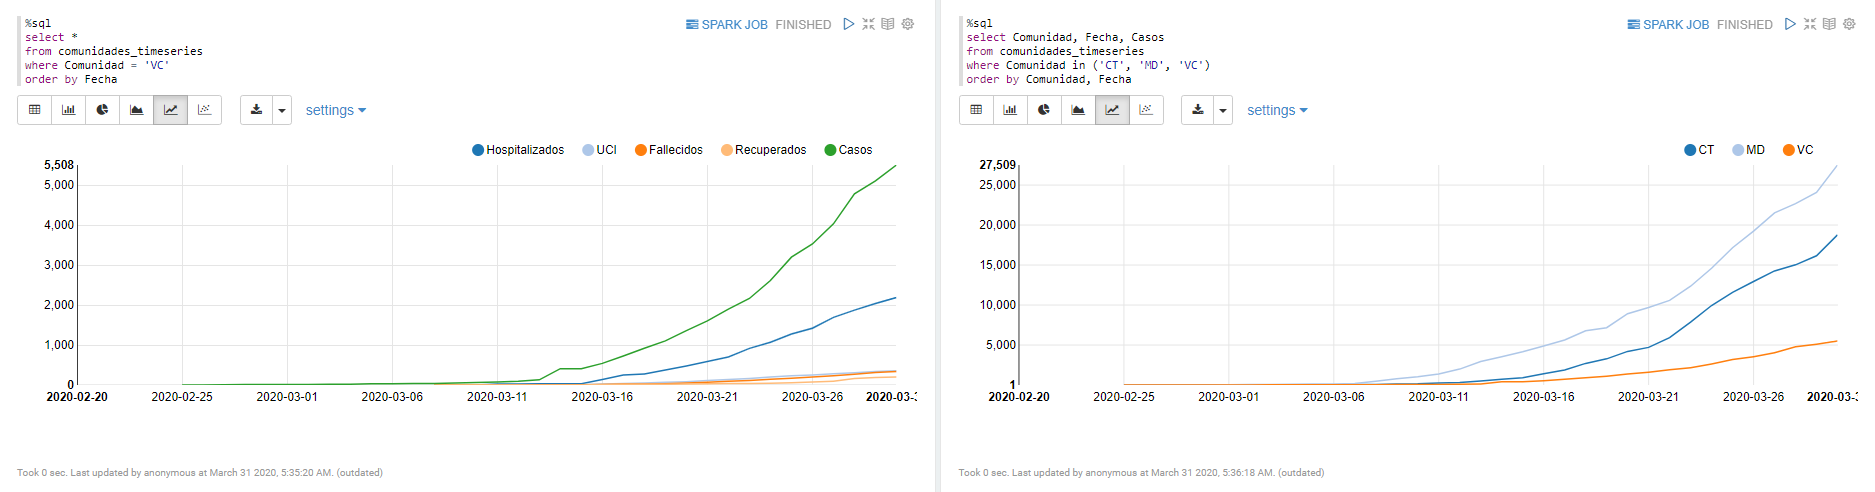 %sql
select *
from comunidades_timeseries
where Comunidad = 'VC'
order by Fecha
SPARK JOB FINISHED
settings
Hospitalizados UCI Fallecidos Recuperados Casos
5,508
5,000
4,000
3,000
2,000
1,000
0
2020-02-20 2020-02-25 2020-03-01 2020-03-06 2020-03-11 2020-03-16 2020-03-21 2020-03-26 2020-03-3
Took 0 sec. Last updated by anonymous at March 31 2020, 5:35:20 AM. (outdated)
%sql
select Comunidad, Fecha, Casos
from comunidades_timeseries
where Comunidad in ('CT', 'MD', 'VC')
order by Comunidad, Fecha
SPARK JOB FINISHED
settings
CT MD VC
27,509
25,000
20,000
15,000
10,000
5,000
1
2020-02-20 2020-02-25 2020-03-01 2020-03-06 2020-03-11 2020-03-16 2020-03-21 2020-03-26 2020-03-3
Took 0 sec. Last updated by anonymous at March 31 2020, 5:36:18 AM. (outdated)